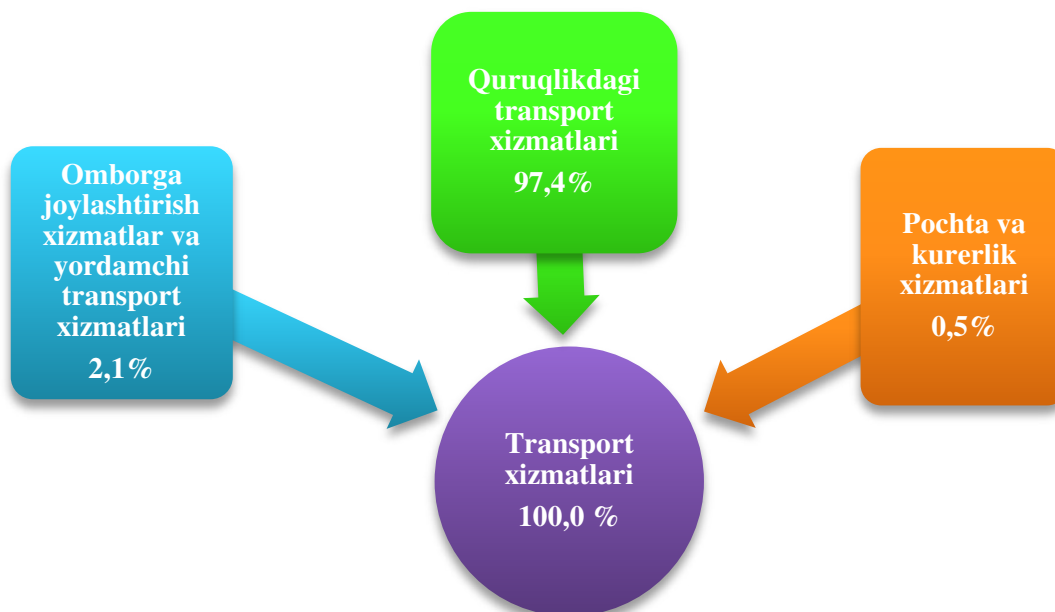 Quruqlikdagi
transport
xizmatlari
97,4%
Omborga
joylashtirish
xizmatlar va
yordamchi
transport
xizmatlari
2,1%
Pochta va
kurerlik
xizmatlari
0,5%
Transport
xizmatlari
100,0 %